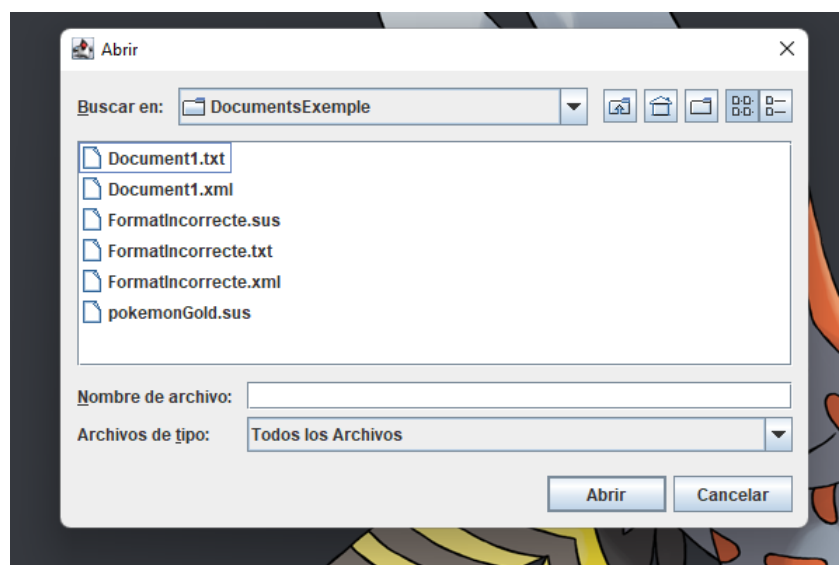 Abrir
Buscar en: DocumentsExemple
Document1.txt
Document1.xml
FormatIncorrecte.sus
FormatIncorrecte.txt
FormatIncorrecte.xml
pokemonGold.sus
Nombre de archivo:
Archivos de tipo: Todos los Archivos
Abrir Cancelar